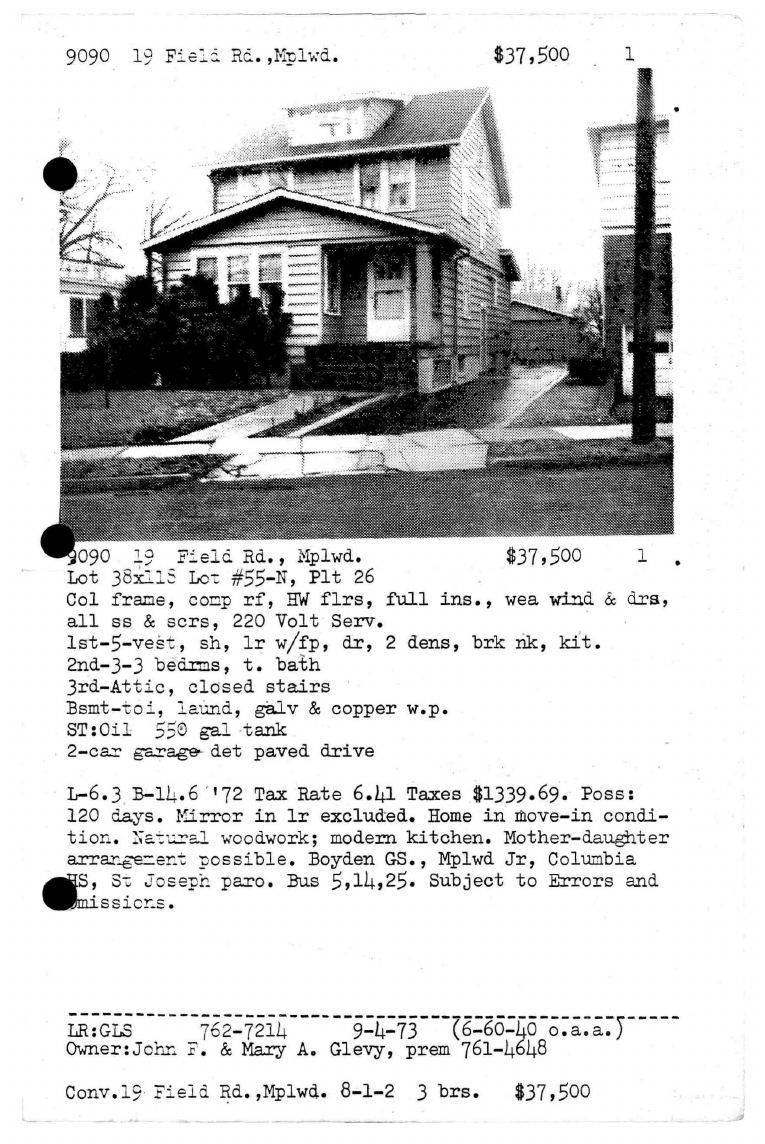 9090 19 Field Rd.,Mplwd. $37,500 1
9090 19 Field Rd., Mplwd. $37,500 1
Lot 38x118 Lot #55-N, Plt 26
Col frame, comp rf, HW flrs, full ins., wea wind & drs,
all ss & scrs, 220 Volt Serv.
1st-5-vest, sh, lr w/fp, dr, 2 dens, brk nk, kit.
2nd-3-3 bedrms, t. bath
3rd-Attic, closed stairs
Bsmt-toi, laund, galv & copper w.p.
ST:Oil 550 gal tank
2-car garage det paved drive
L-6.3 B-14.6 '72 Tax Rate 6.41 Taxes $1339.69. Poss:
120 days. Mirror in lr excluded. Home in move-in condi-
tion. Natural woodwork; modern kitchen. Mother-daughter
arrangement possible. Boyden GS., Mplwd Jr, Columbia
HS, St Joseph paro. Bus 5,14,25. Subject to Errors and
Omissions.
LR:GLS 762-7214 9-4-73 (6-60-40 o.a.a.)
Owner:John F. & Mary A. Glevy, prem 761-4648
Conv.19 Field Rd.,Mplwd. 8-1-2 3 brs. $37,500